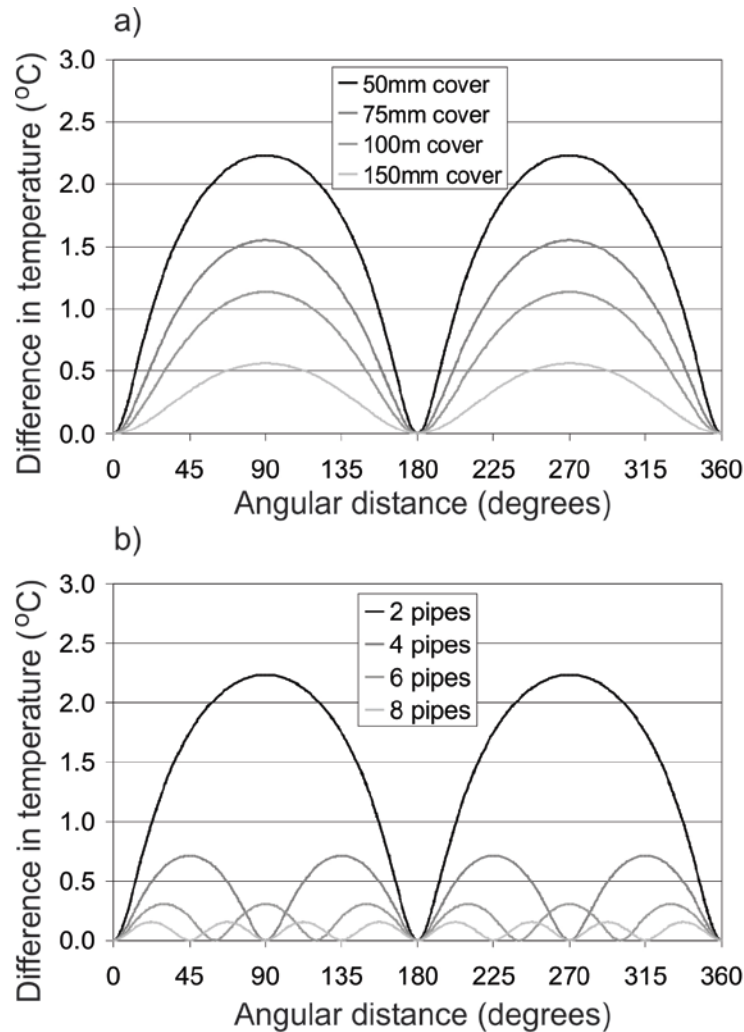 a)
Difference in temperature (°C)
3.0
2.5
2.0
1.5
1.0
0.5
0.0
50mm cover
75mm cover
100m cover
150mm cover
0 45 90 135 180 225 270 315 360
Angular distance (degrees)
b)
Difference in temperature (°C)
3.0
2.5
2.0
1.5
1.0
0.5
0.0
2 pipes
4 pipes
6 pipes
8 pipes
0 45 90 135 180 225 270 315 360
Angular distance (degrees)